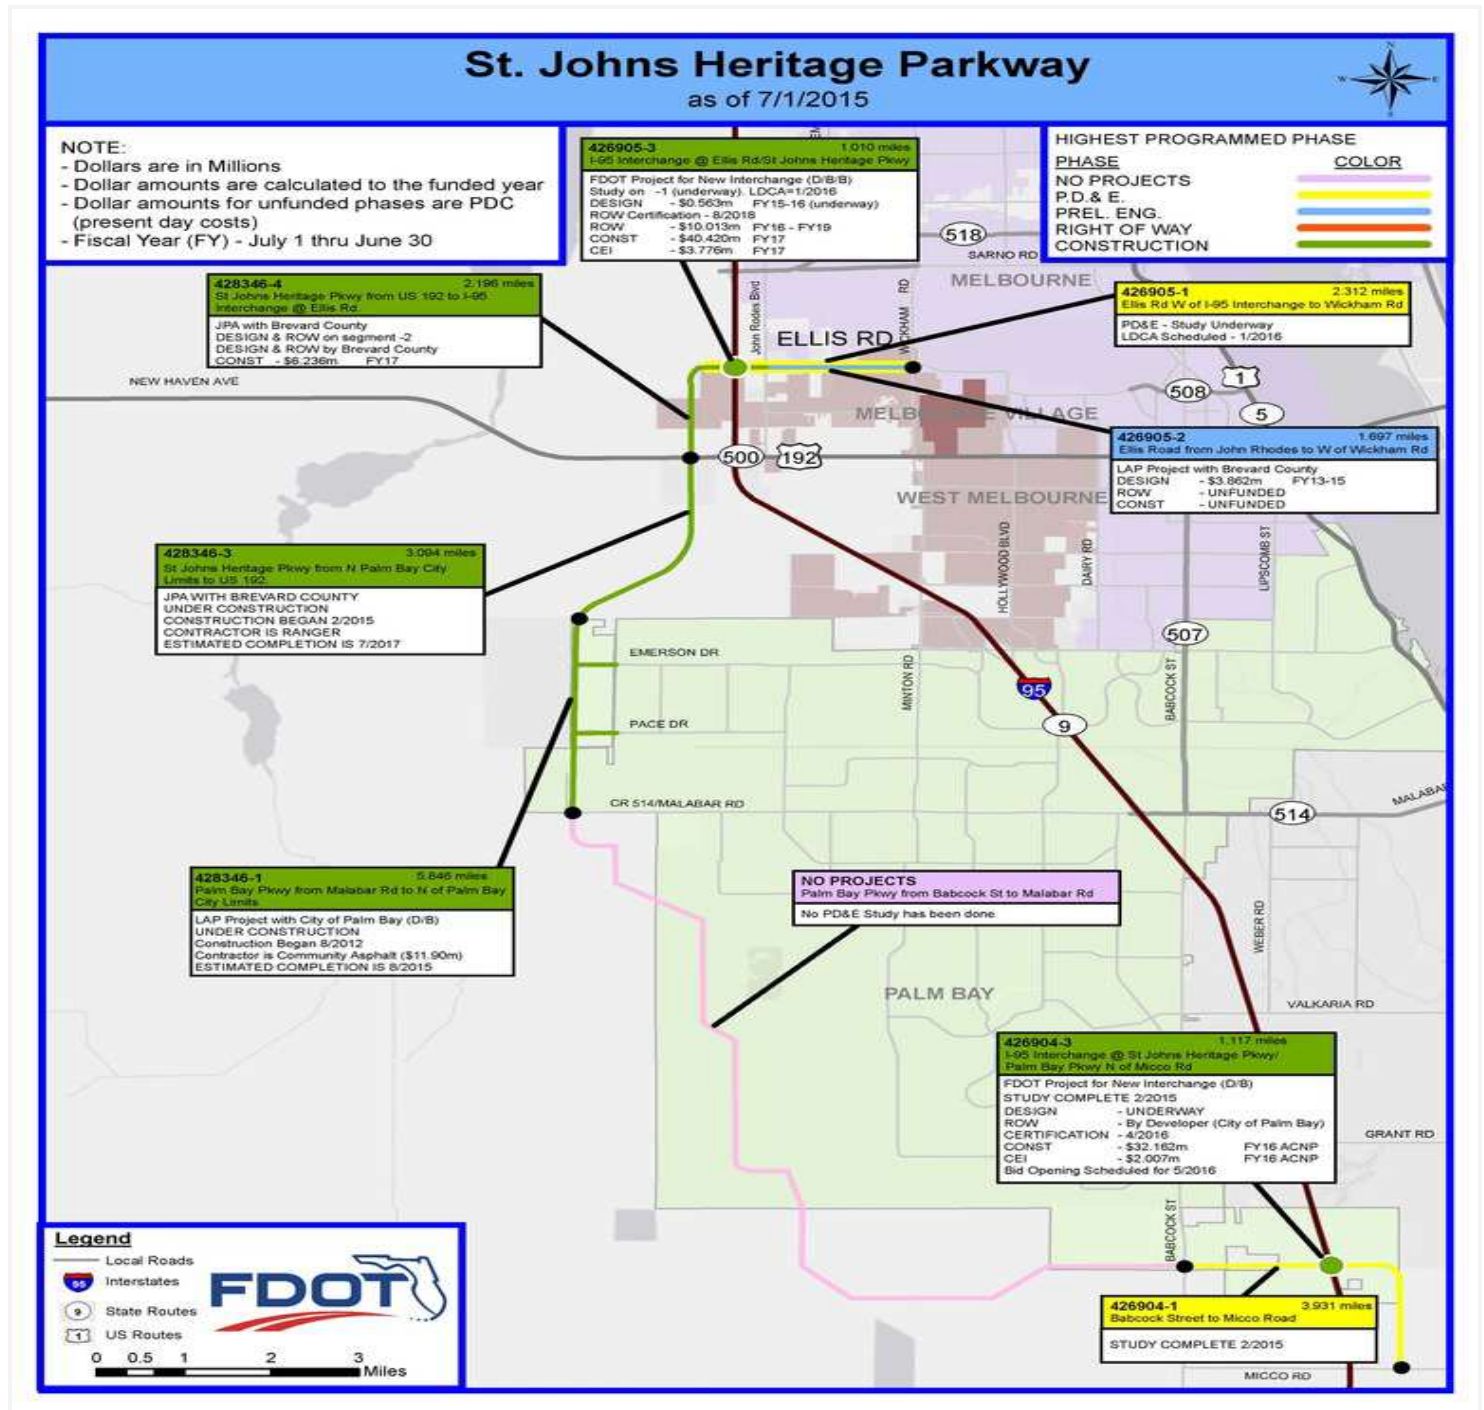 St. Johns Heritage Parkway
as of 7/1/2015
N
W
E
S
NOTE:
- Dollars are in Millions
- Dollar amounts are calculated to the funded year
- Dollar amounts for unfunded phases are PDC
(present day costs)
- Fiscal Year (FY) - July 1 thru June 30
426905-3 1.010 miles
I-95 Interchange @ Ellis Rd/St Johns Heritage Pkwy
FDOT Project for New Interchange (D/B/B)
Study on -1 (underway). LDCA=1/2016
DESIGN - $0.563m FY15-16 (underway)
ROW Certification - 8/2018
ROW - $10.013m FY16 - FY19
CONST - $40.420m FY17
CEI - $3.776m FY17
HIGHEST PROGRAMMED PHASE
PHASE COLOR
NO PROJECTS
P.D.& E.
PREL. ENG.
RIGHT OF WAY
CONSTRUCTION
518
SARNO RD
MELBOURNE
428346-4 2.196 miles
St Johns Heritage Pkwy from US 192 to I-95
Interchange @ Ellis Rd.
JPA with Brevard County
DESIGN & ROW on segment -2
DESIGN & ROW by Brevard County
CONST - $6.236m FY17
John Rodes Blvd
WICKHAM RD
ELLIS RD
426905-1 2.312 miles
Ellis Rd W of I-95 Interchange to Wickham Rd
PD&E - Study Underway
LDCA Scheduled - 1/2016
NEW HAVEN AVE
508
1
5
MELBOURNE VILLAGE
426905-2 1.697 miles
Ellis Road from John Rhodes to W of Wickham Rd
LAP Project with Brevard County
DESIGN - $3.862m FY13-15
ROW - UNFUNDED
CONST - UNFUNDED
500
192
WEST MELBOURNE
HOLLYWOOD BLVD
DAIRY RD
LIPSCOMB ST
428346-3 3.094 miles
St Johns Heritage Pkwy from N Palm Bay City
Limits to US 192.
JPA WITH BREVARD COUNTY
UNDER CONSTRUCTION
CONSTRUCTION BEGAN 2/2015
CONTRACTOR IS RANGER
ESTIMATED COMPLETION IS 7/2017
507
EMERSON DR
MINTON RD
BABCOCK ST
95
9
PACE DR
CR 514/MALABAR RD
514
MALABAR
428346-1 5.846 miles
Palm Bay Pkwy from Malabar Rd to N of Palm Bay
City Limits
LAP Project with City of Palm Bay (D/B)
UNDER CONSTRUCTION
Construction Began 8/2012
Contractor is Community Asphalt ($11.90m)
ESTIMATED COMPLETION IS 8/2015
NO PROJECTS
Palm Bay Pkwy from Babcock St to Malabar Rd
No PD&E Study has been done
WEBER RD
PALM BAY
VALKARIA RD
426904-3 1.117 miles
I-95 Interchange @ St Johns Heritage Pkwy/
Palm Bay Pkwy N of Micco Rd
FDOT Project for New Interchange (D/B)
STUDY COMPLETE 2/2015
DESIGN - UNDERWAY
ROW - By Developer (City of Palm Bay)
CERTIFICATION - 4/2016
CONST - $32.162m FY16 ACNP
CEI - $2.007m FY16 ACNP
Bid Opening Scheduled for 5/2016
GRANT RD
BABCOCK ST
426904-1 3.931 miles
Babcock Street to Micco Road
STUDY COMPLETE 2/2015
MICCO RD
Legend
Local Roads
95 Interstates
9 State Routes
1 US Routes
FDOT
0 0.5 1 2 3
Miles